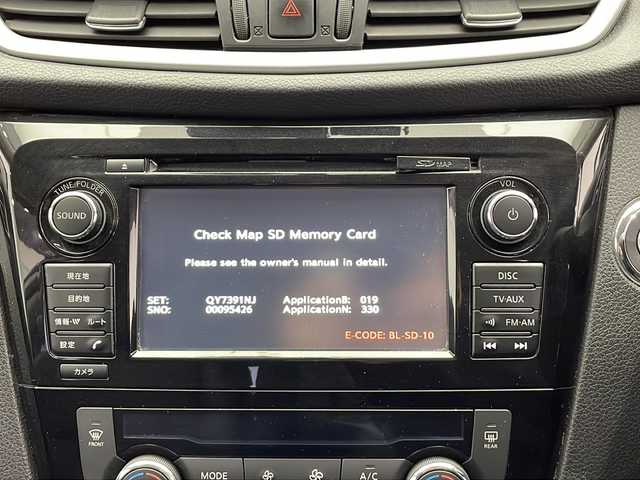 SD MAP
TUNE/FOLDER
VOL
SOUND
Check Map SD Memory Card
Please see the owner's manual in detail.
SET: QY7391NJ ApplicationB: 019
SNO: 00095426 ApplicationN: 330
E-CODE: BL-SD-10
現在地
目的地
情報・VV ルート
設定
カメラ
DISC
TV-AUX
FM-AM
FRONT
REAR
MODE
A/C